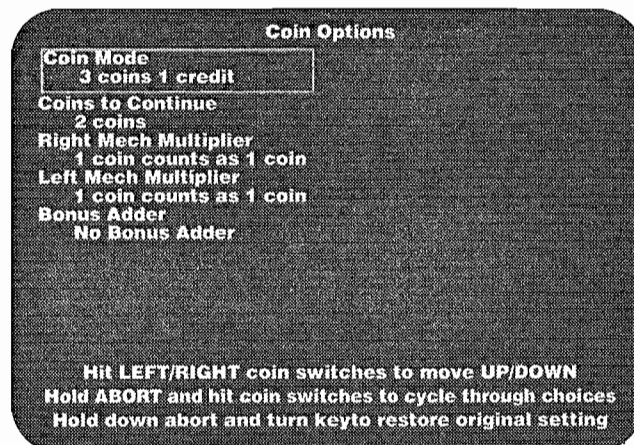 Coin Options
Coin Mode
3 coins 1 credit
Coins to Continue
2 coins
Right Mech Multiplier
1 coin counts as 1 coin
Left Mech Multiplier
1 coin counts as 1 coin
Bonus Adder
No Bonus Adder
Hit LEFT/RIGHT coin switches to move UP/DOWN
Hold ABORT and hit coin switches to cycle through choices
Hold down abort and turn keyto restore original setting